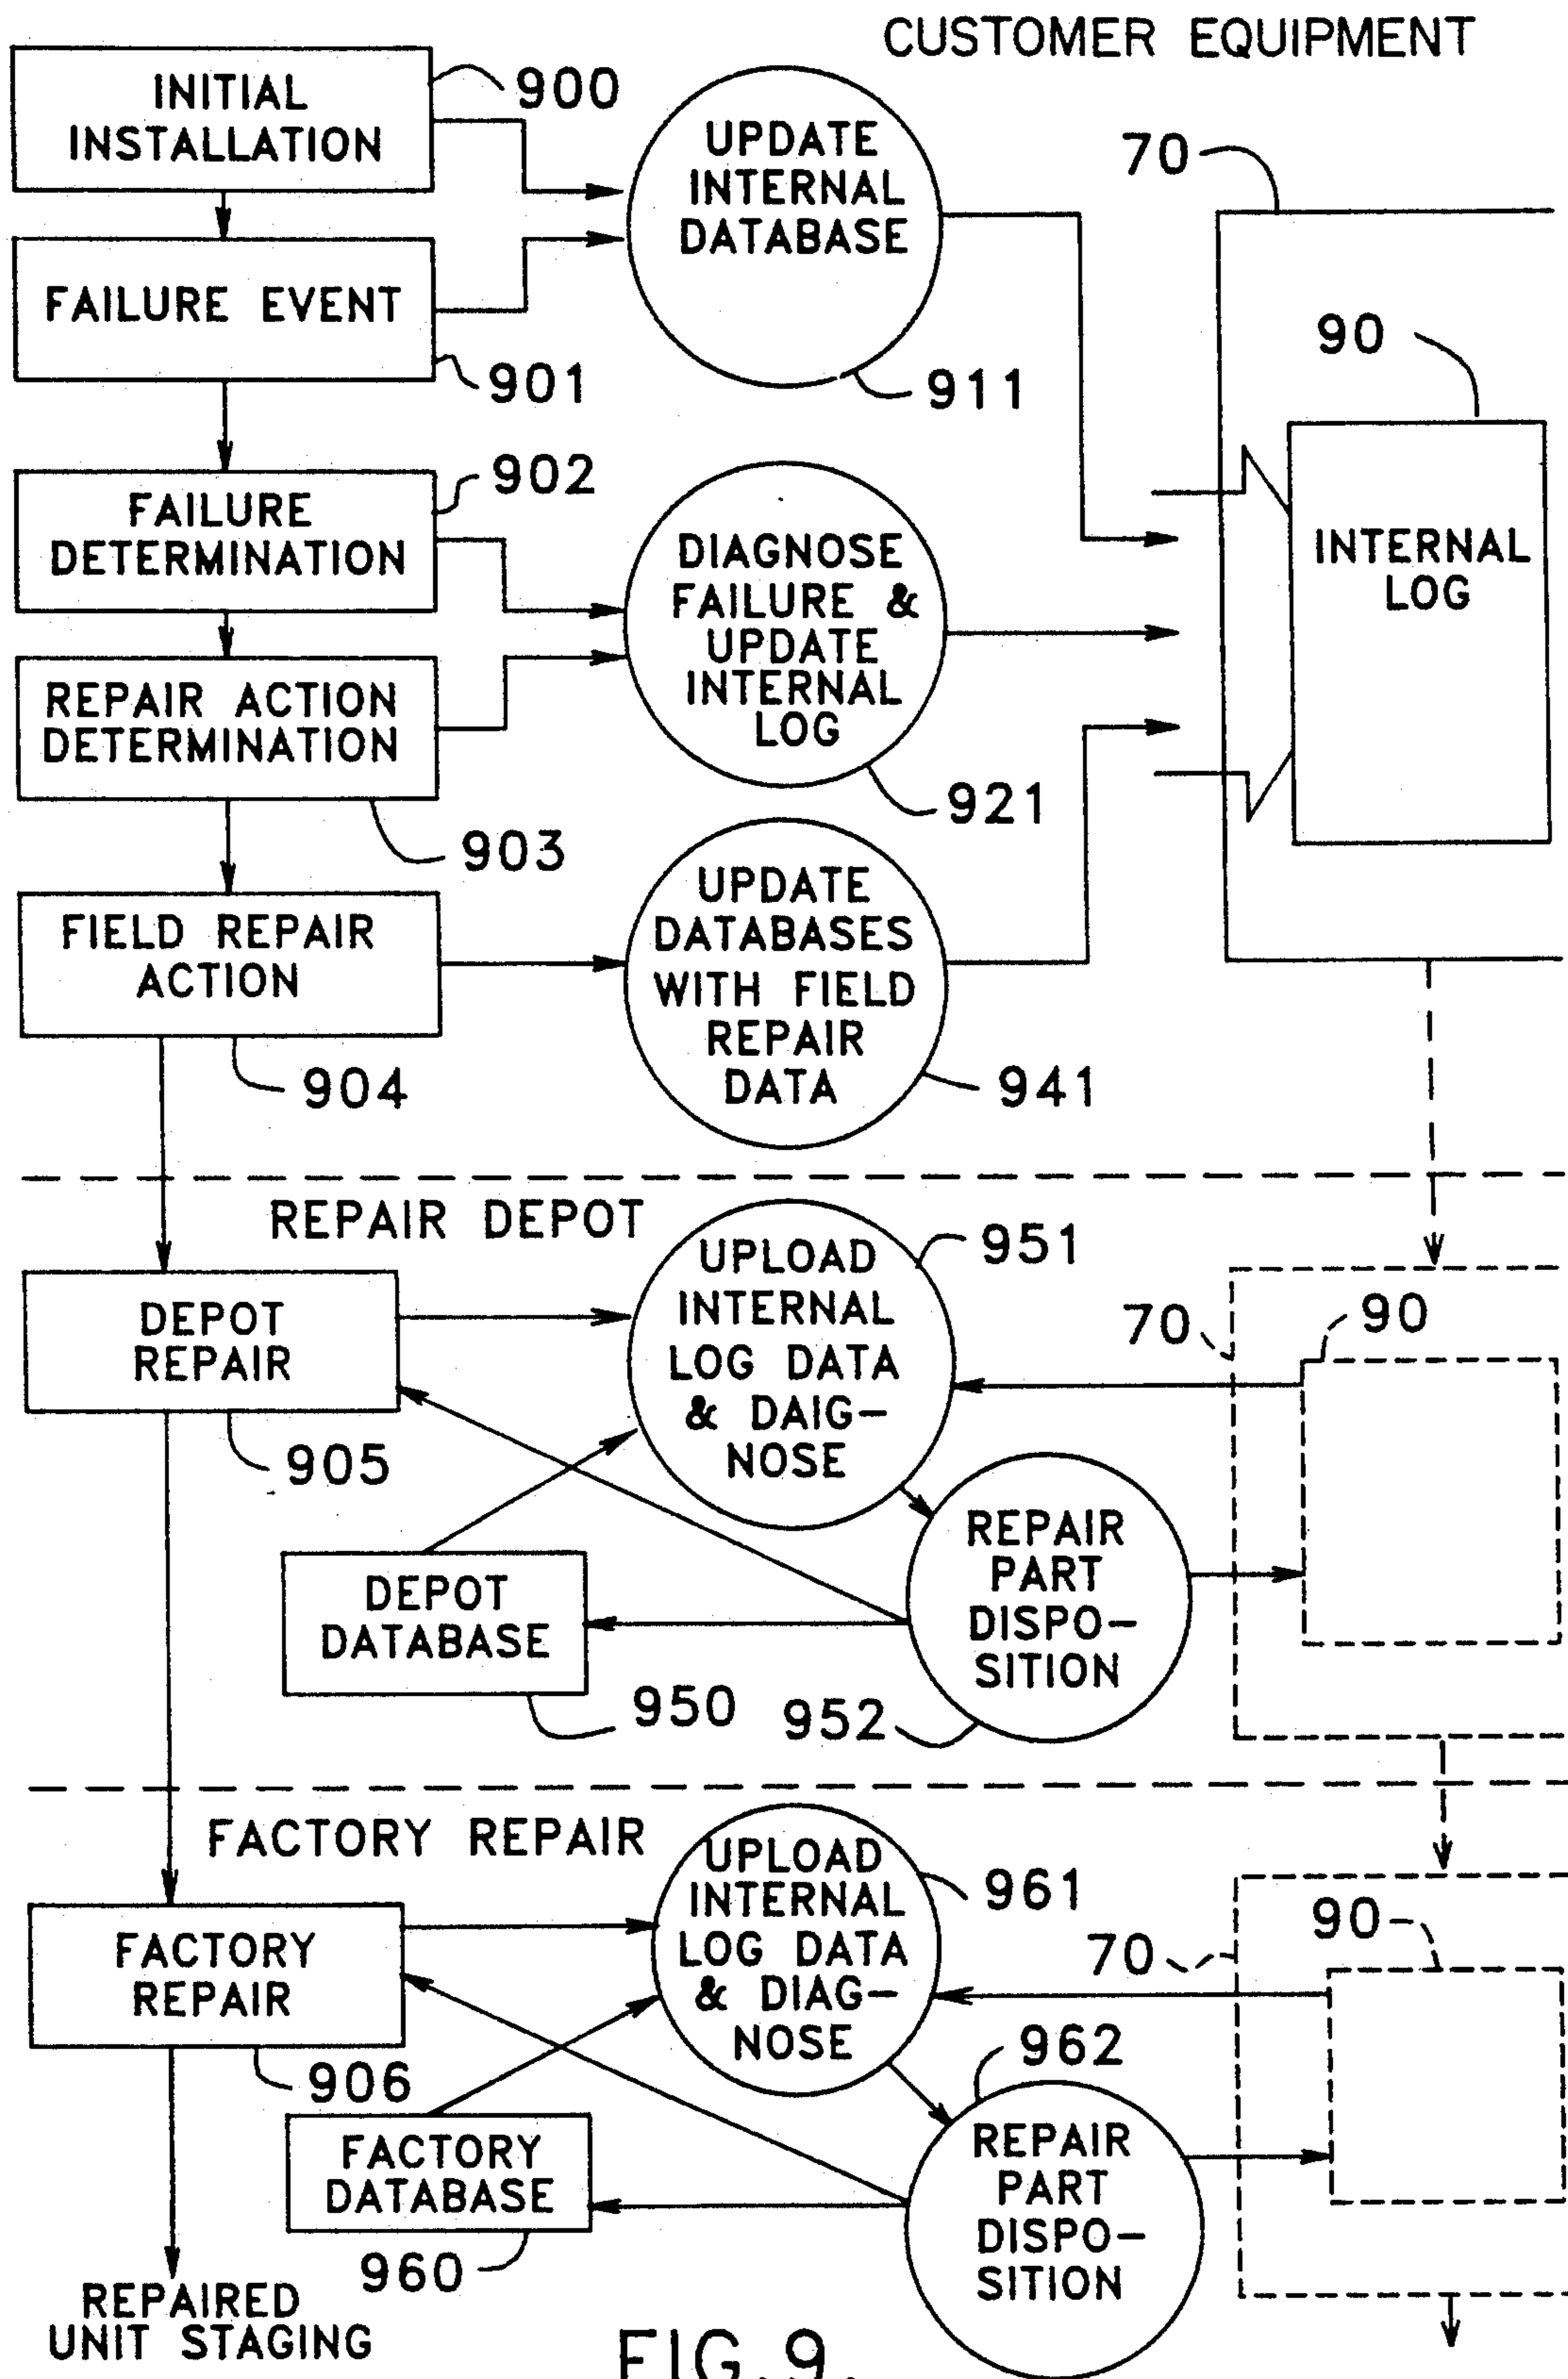 CUSTOMER EQUIPMENT
INITIAL
INSTALLATION
900
UPDATE
INTERNAL
DATABASE
70
FAILURE EVENT
901
911
90
902
FAILURE
DETERMINATION
DIAGNOSE
FAILURE &
UPDATE
INTERNAL
LOG
INTERNAL
LOG
REPAIR ACTION
DETERMINATION
921
903
FIELD REPAIR
ACTION
UPDATE
DATABASES
WITH FIELD
REPAIR
DATA
904
941
REPAIR DEPOT
951
UPLOAD
INTERNAL
LOG DATA
& DAIG-
NOSE
DEPOT
REPAIR
70
90
905
REPAIR
PART
DISPO-
SITION
DEPOT
DATABASE
950
952
FACTORY REPAIR
UPLOAD
INTERNAL
LOG DATA
& DIAG-
NOSE
961
FACTORY
REPAIR
70
90
906
962
FACTORY
DATABASE
REPAIR
PART
DISPO-
SITION
960
REPAIRED
UNIT STAGING
FIG.9.